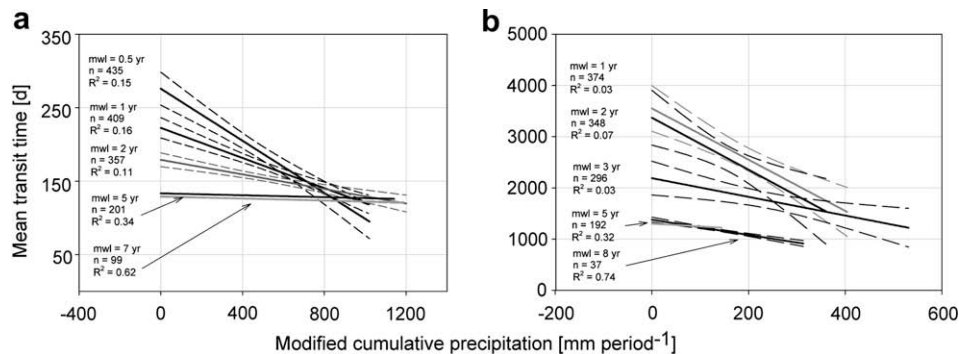 a
350
250
150
50
Mean transit time [d]
mwl = 0.5 yr
n = 435
R² = 0.15
mwl = 1 yr
n = 409
R² = 0.16
mwl = 2 yr
n = 357
R² = 0.11
mwl = 5 yr
n = 201
R² = 0.34
mwl = 7 yr
n = 99
R² = 0.62
-400 0 400 800 1200
b
5000
4000
3000
2000
1000
0
mwl = 1 yr
n = 374
R² = 0.03
mwl = 2 yr
n = 348
R² = 0.07
mwl = 3 yr
n = 296
R² = 0.03
mwl = 5 yr
n = 192
R² = 0.32
mwl = 8 yr
n = 37
R² = 0.74
-200 0 200 400 600
Modified cumulative precipitation [mm period⁻¹]